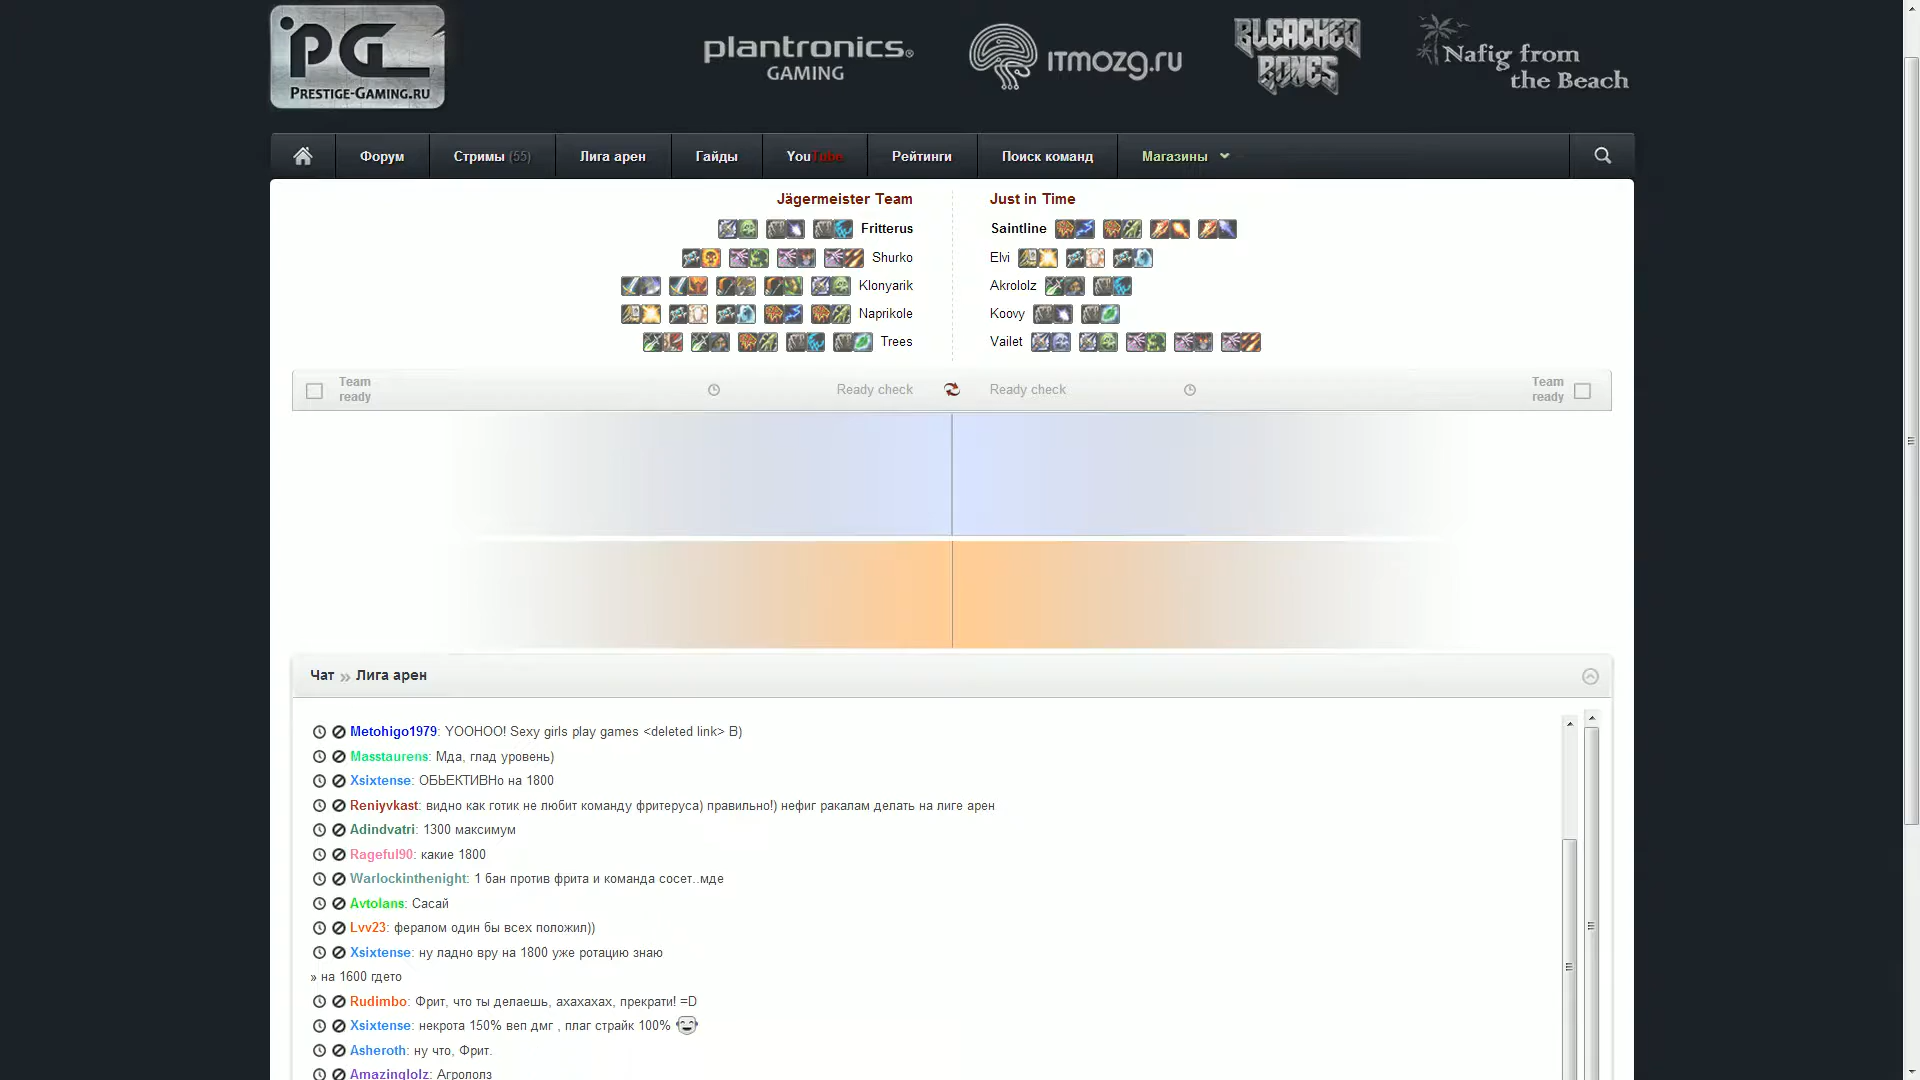 PG
PRESTIGE-GAMING.RU
plantronics®
GAMING
ITMOZG.RU
BLEACHED
BONES
Nafig from
the Beach
Форум
Стримы (55)
Лига арен
Гайды
YouTube
Рейтинги
Поиск команд
Магазины
Jägermeister Team
Just in Time
Fritterus
Saintline
Shurko
Elvi
Klonyarik
Akrololz
Naprikole
Koovy
Trees
Vailet
Team
ready
Ready check
Ready check
Team
ready
Чат » Лига арен
Metohigo1979: YOOHOO! Sexy girls play games <deleted link> B)
Masstaurens: Мда, глад уровень)
Xsixtense: ОБЬЕКТИВНо на 1800
Reniyvkast: видно как готик не любит команду фритеруса) правильно!) нефиг ракалам делать на лиге арен
Adindvatri: 1300 максимум
Rageful90: какие 1800
Warlockinthenight: 1 бан против фрита и команда сосет..мде
Avtolans: Сасай
Lvv23: фералом один бы всех положил))
Xsixtense: ну ладно вру на 1800 уже ротацию знаю
» на 1600 гдето
Rudimbo: Фрит, что ты делаешь, ахахахах, прекрати! =D
Xsixtense: некрота 150% веп дмг , плаг страйк 100%
Asheroth: ну что, Фрит.
Amazinglolz: Агрололз